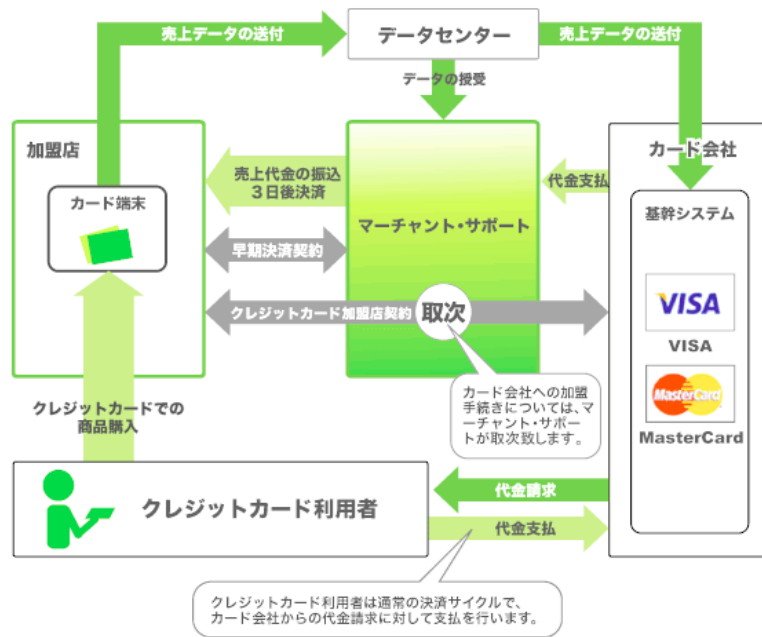 売上データの送付
データセンター
売上データの送付
データの授受
加盟店
カード端末
売上代金の振込
3日後決済
早期決済契約
クレジットカード加盟店契約
マーチャント・サポート
取次
代金支払
カード会社
基幹システム
VISA
VISA
MasterCard
MasterCard
カード会社への加盟
手続きについては、マ
ーチャント・サポー
トが取次致します。
クレジットカードでの
商品購入
クレジットカード利用者
代金請求
代金支払
クレジットカード利用者は通常の決済サイクルで、
カード会社からの代金請求に対して支払を行います。